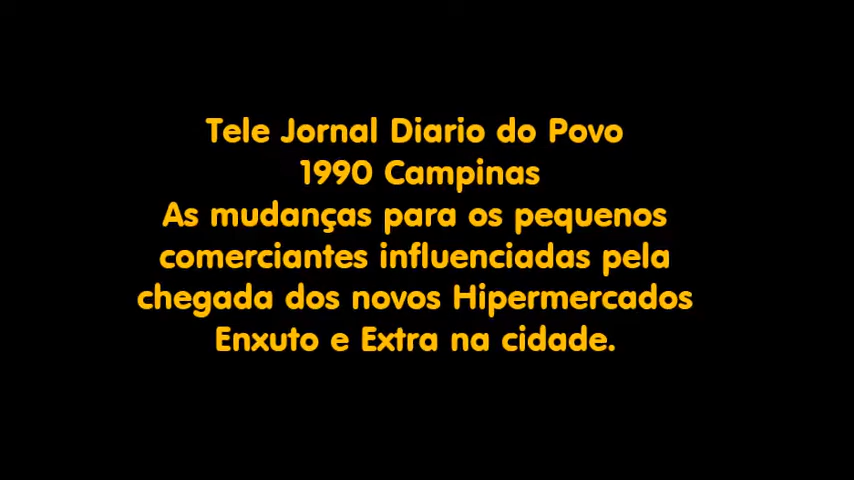 Tele Jornal Diario do Povo
1990 Campinas
As mudanças para os pequenos
comerciantes influenciadas pela
chegada dos novos Hipermercados
Enxuto e Extra na cidade.